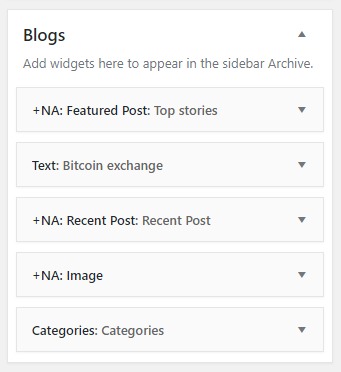 Blogs
Add widgets here to appear in the sidebar Archive.
+NA: Featured Post: Top stories
Text: Bitcoin exchange
+NA: Recent Post: Recent Post
+NA: Image
Categories: Categories